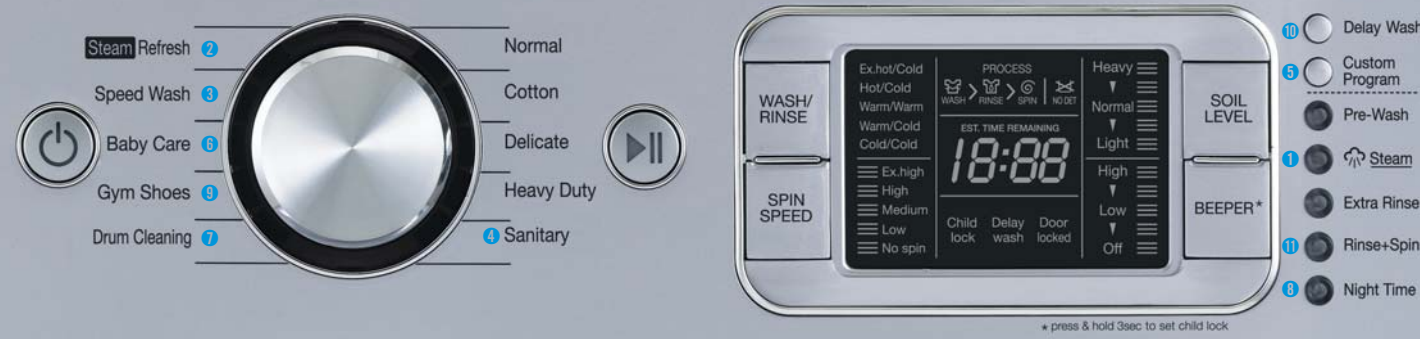 Steam Refresh 2
Speed Wash 3
Baby Care 6
Gym Shoes 9
Drum Cleaning 7
Normal
Cotton
Delicate
Heavy Duty
4 Sanitary
WASH/
RINSE
SPIN
SPEED
Ex.hot/Cold
Hot/Cold
Warm/Warm
Warm/Cold
Cold/Cold
Ex.high
High
Medium
Low
No spin
PROCESS
WASH > RINSE > SPIN | NO DET
EST. TIME REMAINING
18:88
Child
lock
Delay
wash
Door
locked
Heavy
Normal
Light
High
Low
Off
SOIL
LEVEL
BEEPER*
10 Delay Wash
5 Custom
Program
Pre-Wash
1 Steam
Extra Rinse
11 Rinse+Spin
8 Night Time
* press & hold 3sec to set child lock